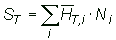 S_T = ∑_i H̅_{T,i} · N_i